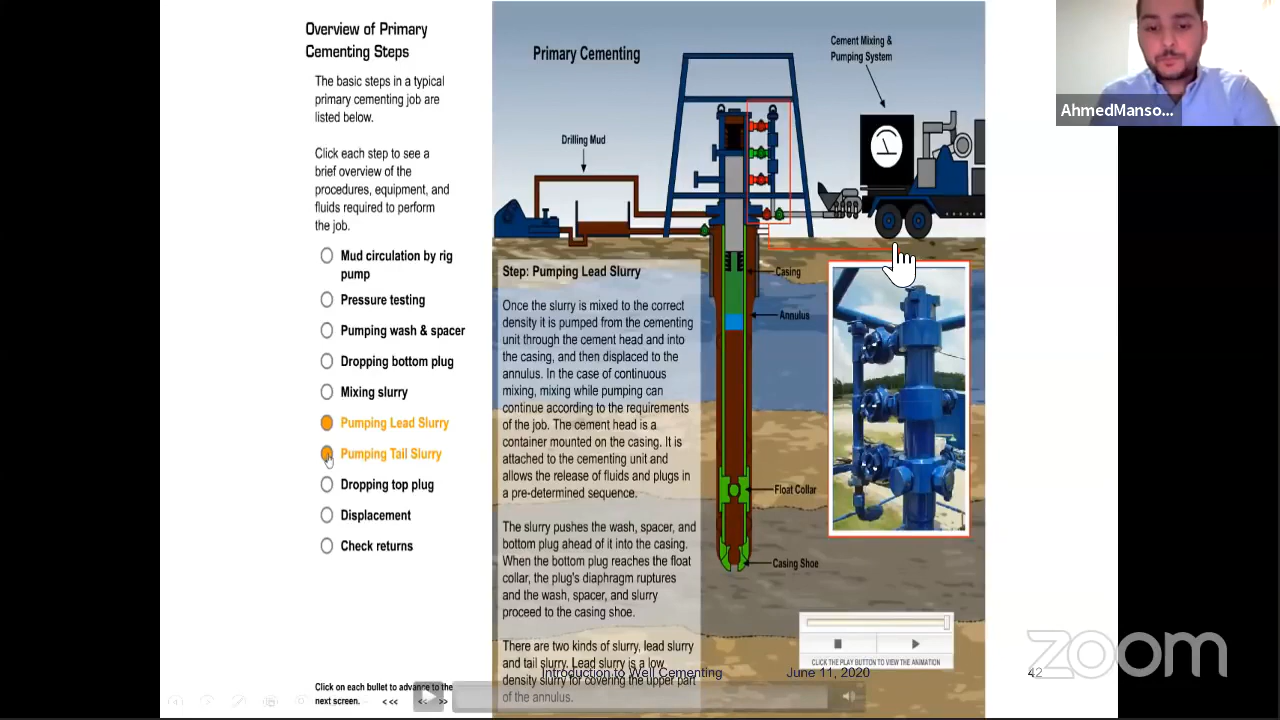 Overview of Primary
Cementing Steps
The basic steps in a typical
primary cementing job are
listed below.
Click each step to see a
brief overview of the
procedures, equipment, and
fluids required to perform
the job.
Mud circulation by rig
pump
Pressure testing
Pumping wash & spacer
Dropping bottom plug
Mixing slurry
Pumping Lead Slurry
Pumping Tail Slurry
Dropping top plug
Displacement
Check returns
Click on each bullet to advance to the
next screen.
<<
<<
>>
Primary Cementing
Drilling Mud
Cement Mixing &
Pumping System
Casing
Annulus
Float Collar
Casing Shoe
Step: Pumping Lead Slurry
Once the slurry is mixed to the correct
density it is pumped from the cementing
unit through the cement head and into
the casing, and then displaced to the
annulus. In the case of continuous
mixing, mixing while pumping can
continue according to the requirements
of the job. The cement head is a
container mounted on the casing. It is
attached to the cementing unit and
allows the release of fluids and plugs in
a pre-determined sequence.
The slurry pushes the wash, spacer, and
bottom plug ahead of it into the casing.
When the bottom plug reaches the float
collar, the plug's diaphragm ruptures
and the wash, spacer, and slurry
proceed to the casing shoe.
There are two kinds of slurry, lead slurry
and tail slurry. Lead slurry is a low
density slurry for covering the upper part
of the annulus.
CLICK THE PLAY BUTTON TO VIEW THE ANIMATION
Introduction to Well Cementing
June 11, 2020
42
AhmedManso...
zoom